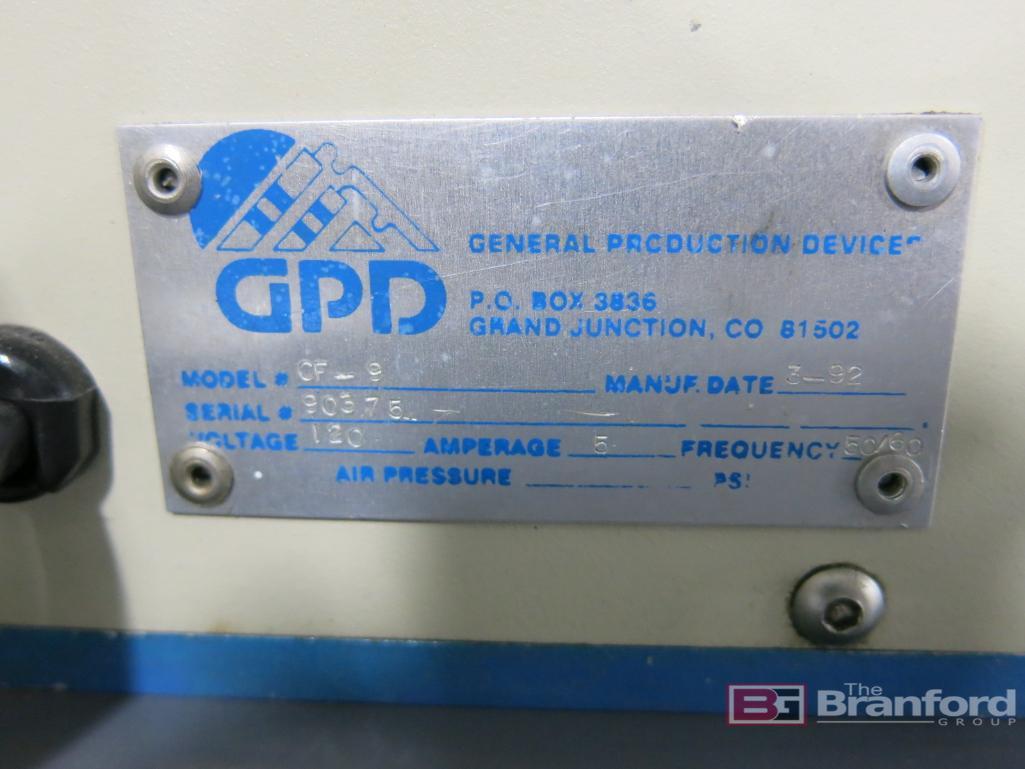 GPD
GENERAL PRODUCTION DEVICES
P.O. BOX 3836
GRAND JUNCTION, CO 81502
MODEL # CF-9 MANUF. DATE 3-92
SERIAL # 90375
VOLTAGE 120 AMPERAGE 5 FREQUENCY 50/60
AIR PRESSURE PSI
BG The Branford GROUP